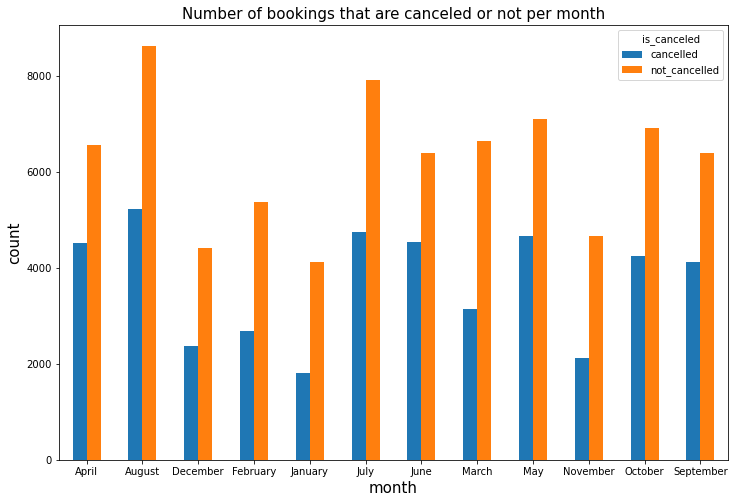 Number of bookings that are canceled or not per month
is_canceled
cancelled
not_cancelled
8000
6000
4000
2000
0
count
April August December February January July June March May November October September
month